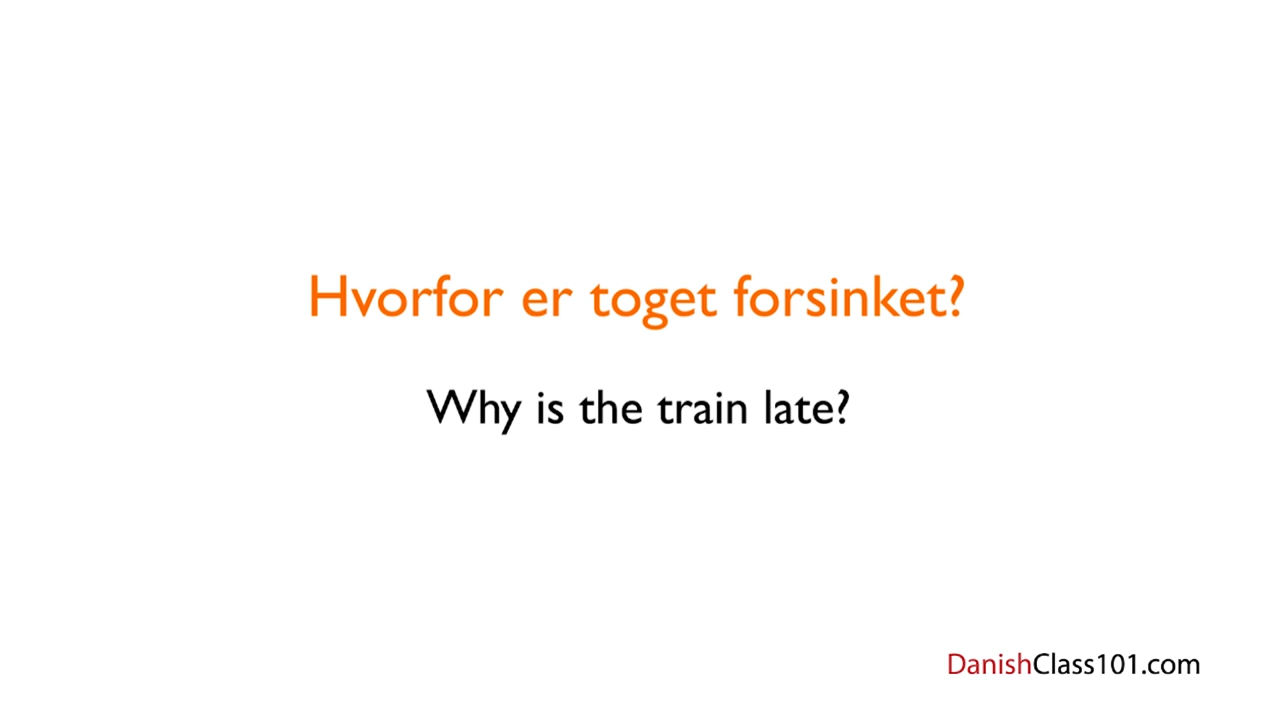 Hvorfor er toget forsinket?
Why is the train late?
DanishClass101.com